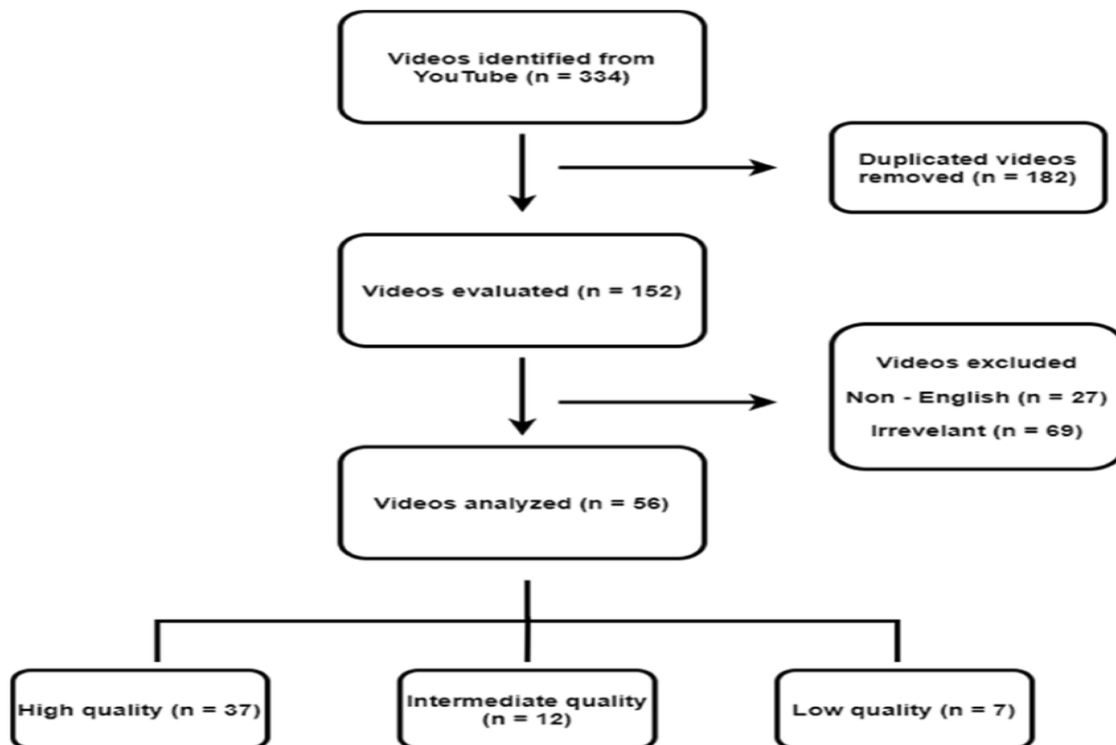 Videos identified from
YouTube (n = 334)
Duplicated videos
removed (n = 182)
Videos evaluated (n = 152)
Videos excluded
Non - English (n = 27)
Irrevelant (n = 69)
Videos analyzed (n = 56)
High quality (n = 37)
Intermediate quality
(n = 12)
Low quality (n = 7)